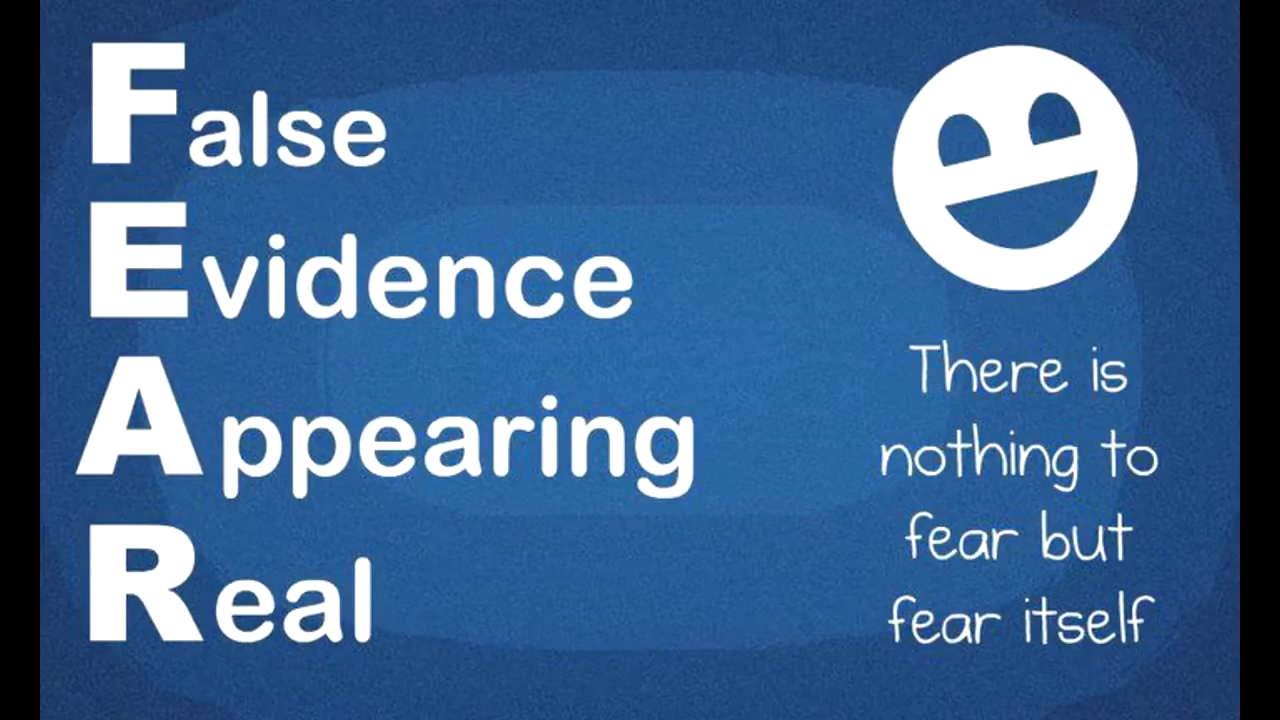 False
Evidence
Appearing
Real
There is
nothing to
fear but
fear itself